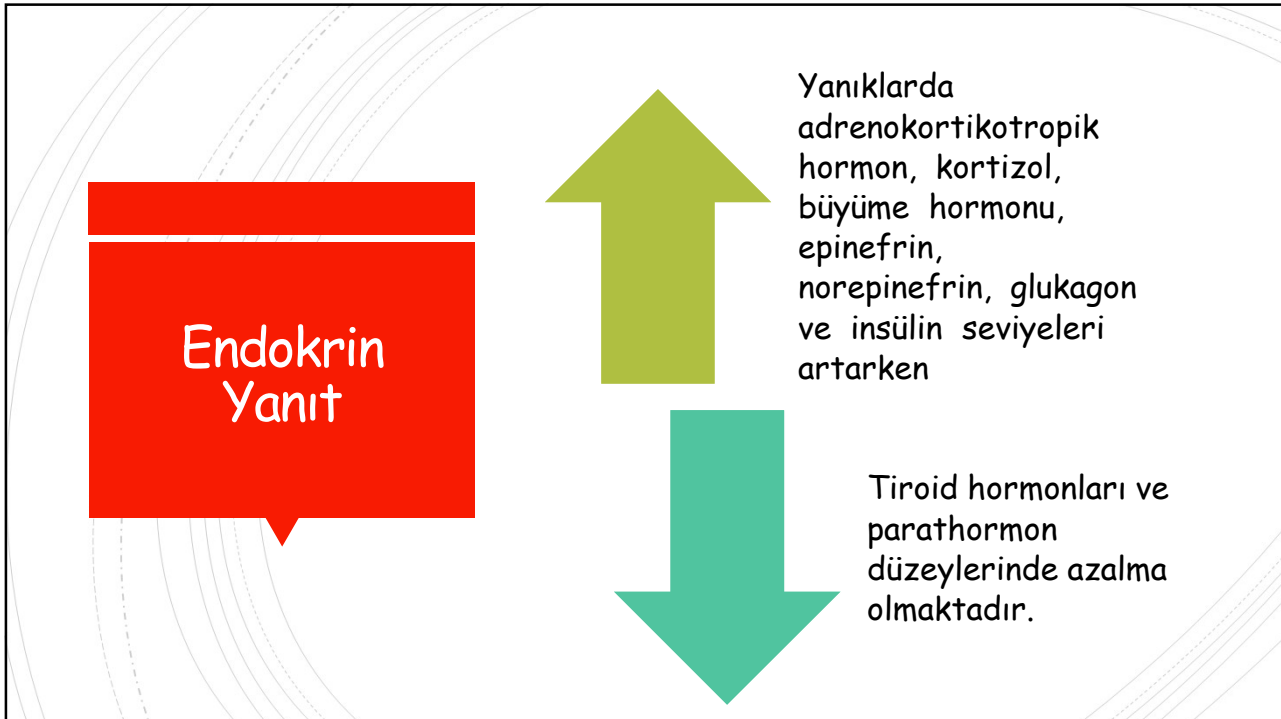 Endokrin
Yanıt
Yanıklarda
adrenokortikotropik
hormon, kortizol,
büyüme hormonu,
epinefrin,
norepinefrin, glukagon
ve insülin seviyeleri
artarken
Tiroid hormonları ve
parathormon
düzeylerinde azalma
olmaktadır.